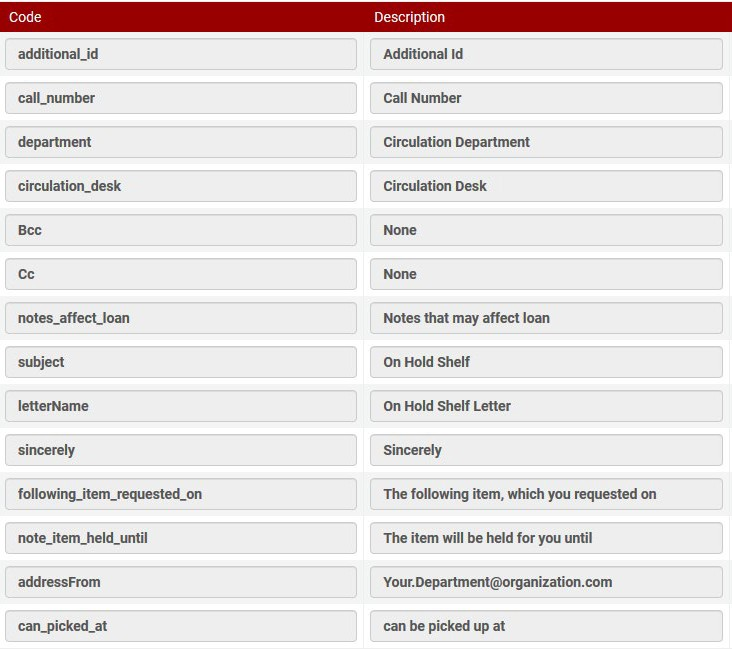 Code Description
additional_id Additional Id
call_number Call Number
department Circulation Department
circulation_desk Circulation Desk
Bcc None
Cc None
notes_affect_loan Notes that may affect loan
subject On Hold Shelf
letterName On Hold Shelf Letter
sincerely Sincerely
following_item_requested_on The following item, which you requested on
note_item_held_until The item will be held for you until
addressFrom Your.Department@organization.com
can_picked_at can be picked up at